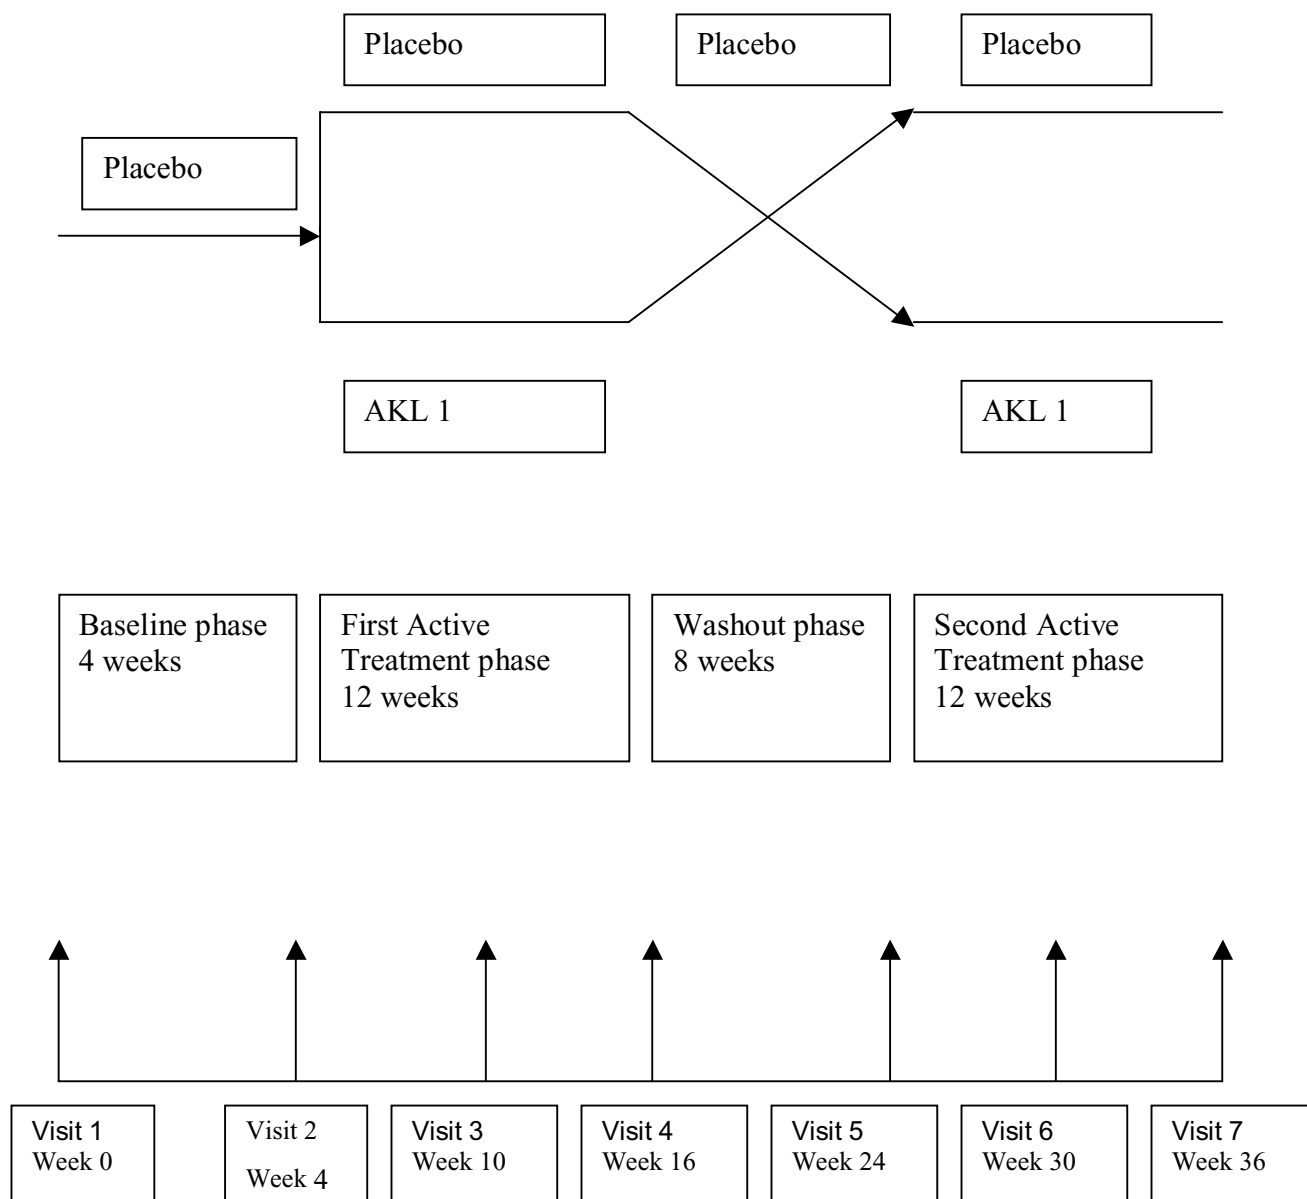 Placebo
Placebo
Placebo
Placebo
AKL 1
AKL 1
Baseline phase
4 weeks
First Active
Treatment phase
12 weeks
Washout phase
8 weeks
Second Active
Treatment phase
12 weeks
Visit 1
Week 0
Visit 2
Week 4
Visit 3
Week 10
Visit 4
Week 16
Visit 5
Week 24
Visit 6
Week 30
Visit 7
Week 36